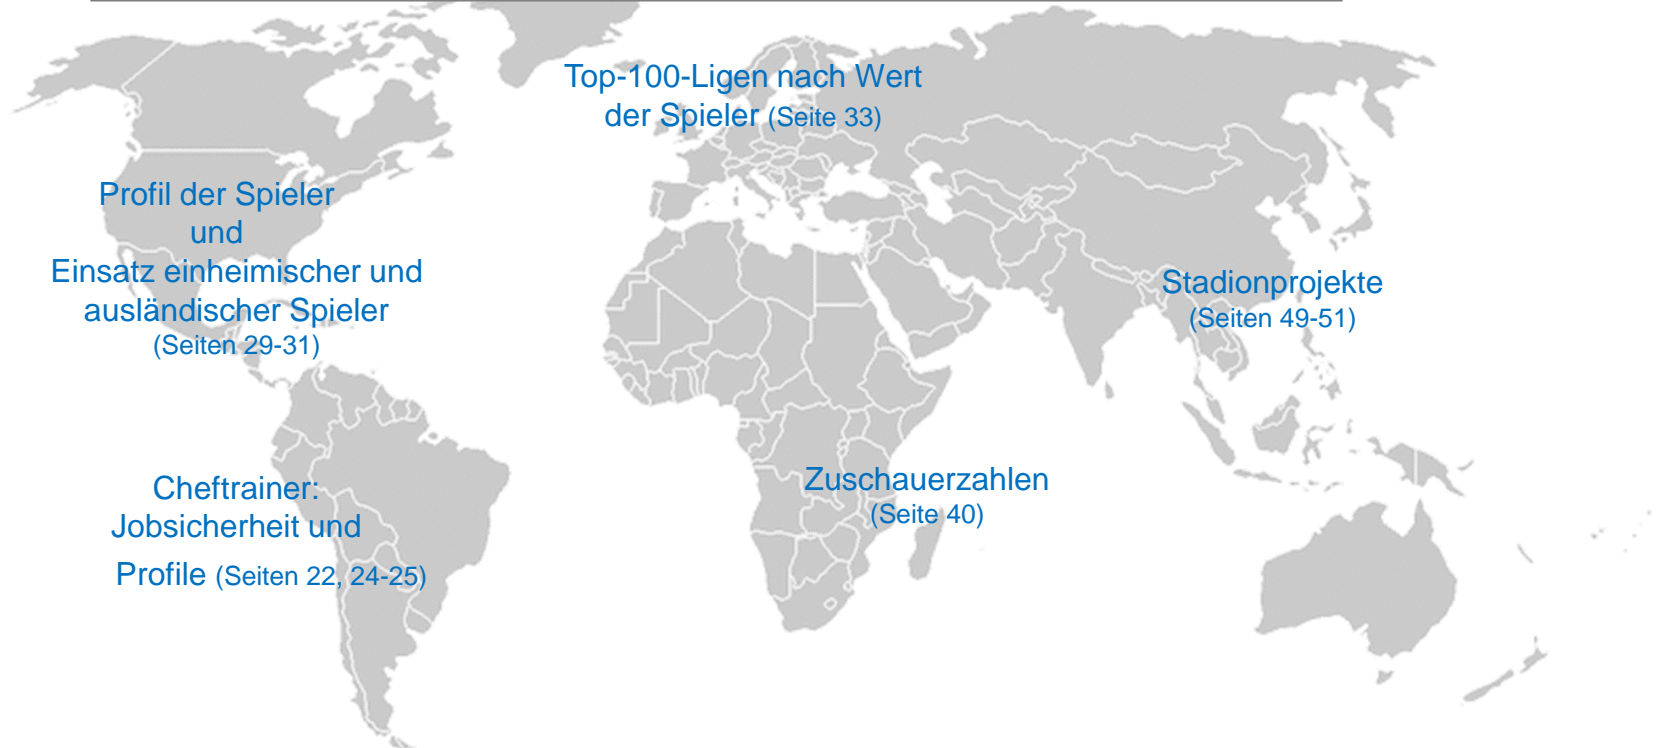 Top-100-Ligen nach Wert
der Spieler (Seite 33)
Profil der Spieler
und
Einsatz einheimischer und
ausländischer Spieler
(Seiten 29-31)
Stadionprojekte
(Seiten 49-51)
Cheftrainer:
Jobsicherheit und
Profile (Seiten 22, 24-25)
Zuschauerzahlen
(Seite 40)